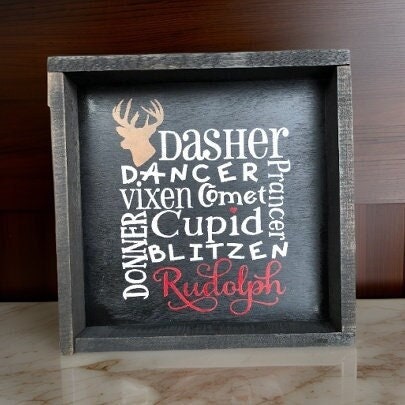 Dasher
DANCER
Prancer
vixen Comet
Cupid
DONNER
BLITZEN
Rudolph